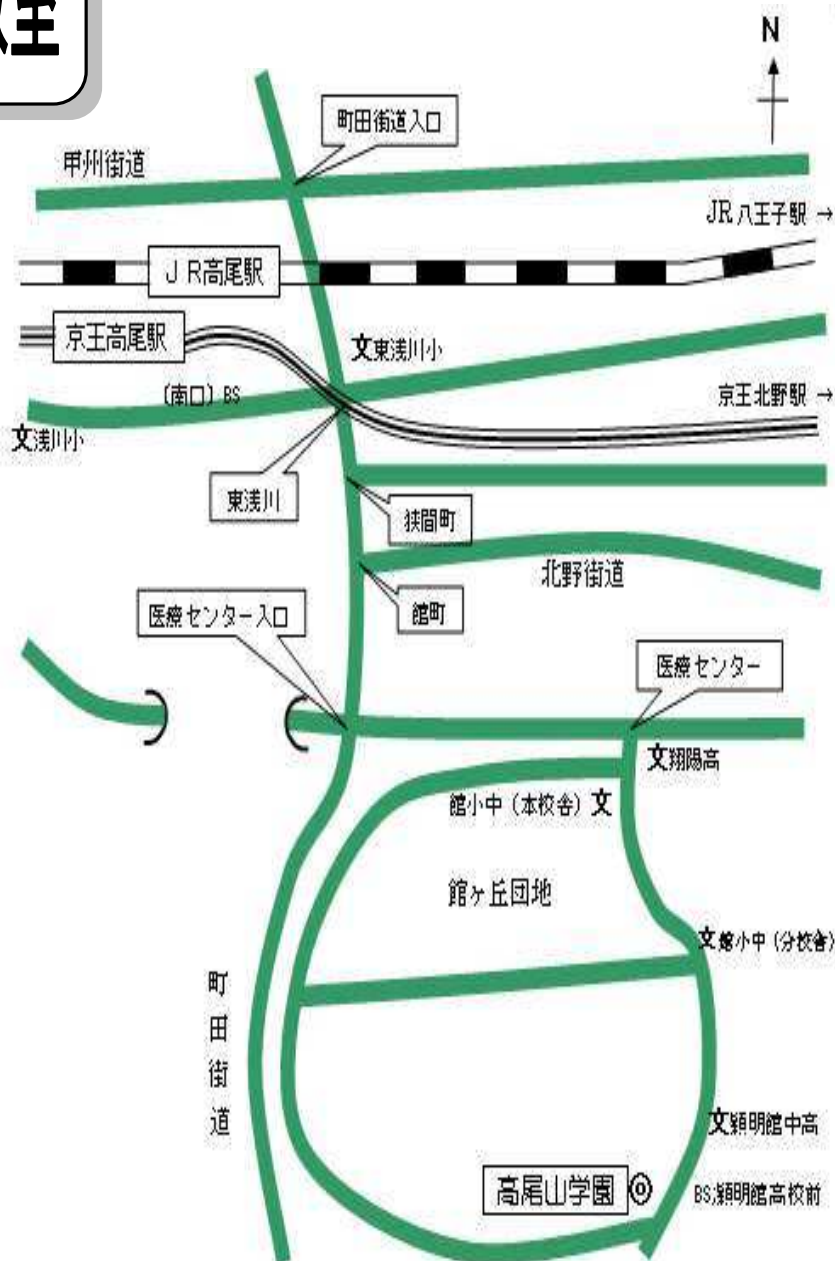 室
N
町田街道入口
甲州街道
JR 八王子駅 →
JR高尾駅
京王高尾駅
文東浅川小
(南口) BS
京王北野駅 →
文浅川小
東浅川
狭間町
北野街道
館町
医療センター入口
医療センター
文翔陽高
館小中 (本校舎) 文
館ヶ丘団地
文館小中 (分校舎)
町田街道
文穎明館中高
高尾山学園
BS;穎明館高校前